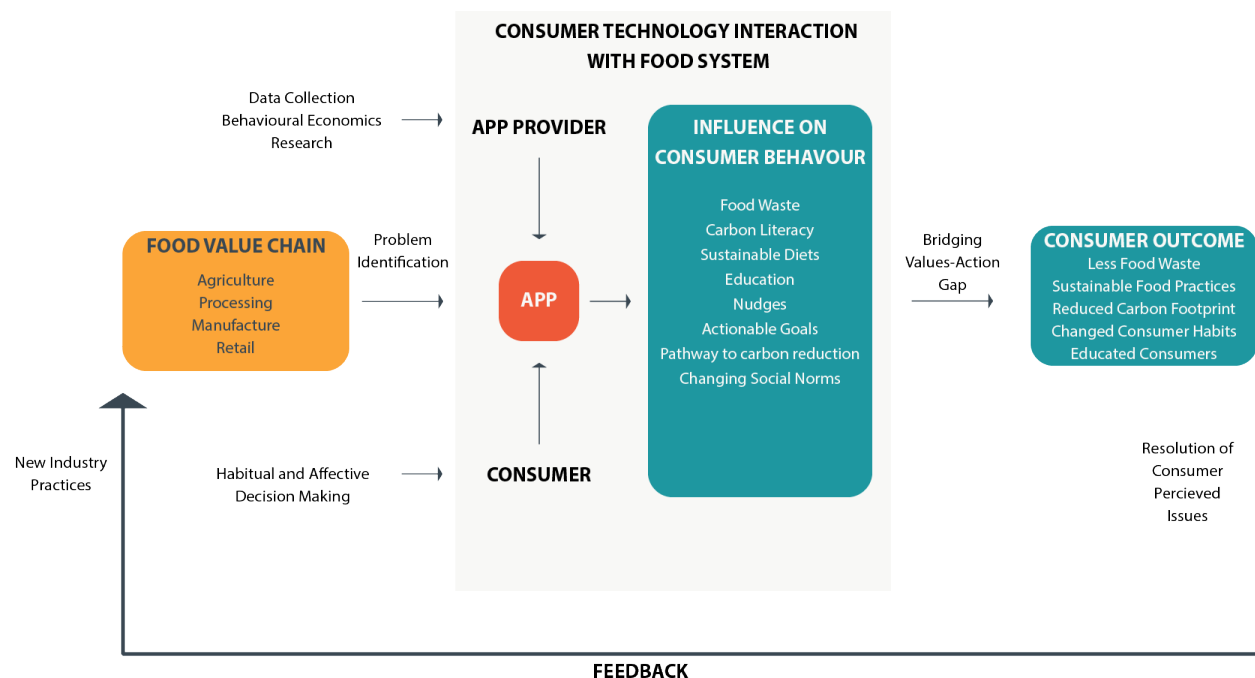 CONSUMER TECHNOLOGY INTERACTION
WITH FOOD SYSTEM
Data Collection
Behavioural Economics
Research
APP PROVIDER
INFLUENCE ON
CONSUMER BEHAVOUR
Food Waste
Carbon Literacy
Sustainable Diets
Education
Nudges
Actionable Goals
Pathway to carbon reduction
Changing Social Norms
FOOD VALUE CHAIN
Agriculture
Processing
Manufacture
Retail
Problem
Identification
APP
Bridging
Values-Action
Gap
CONSUMER OUTCOME
Less Food Waste
Sustainable Food Practices
Reduced Carbon Footprint
Changed Consumer Habits
Educated Consumers
New Industry
Practices
Habitual and Affective
Decision Making
CONSUMER
Resolution of
Consumer
Percieved
Issues
FEEDBACK